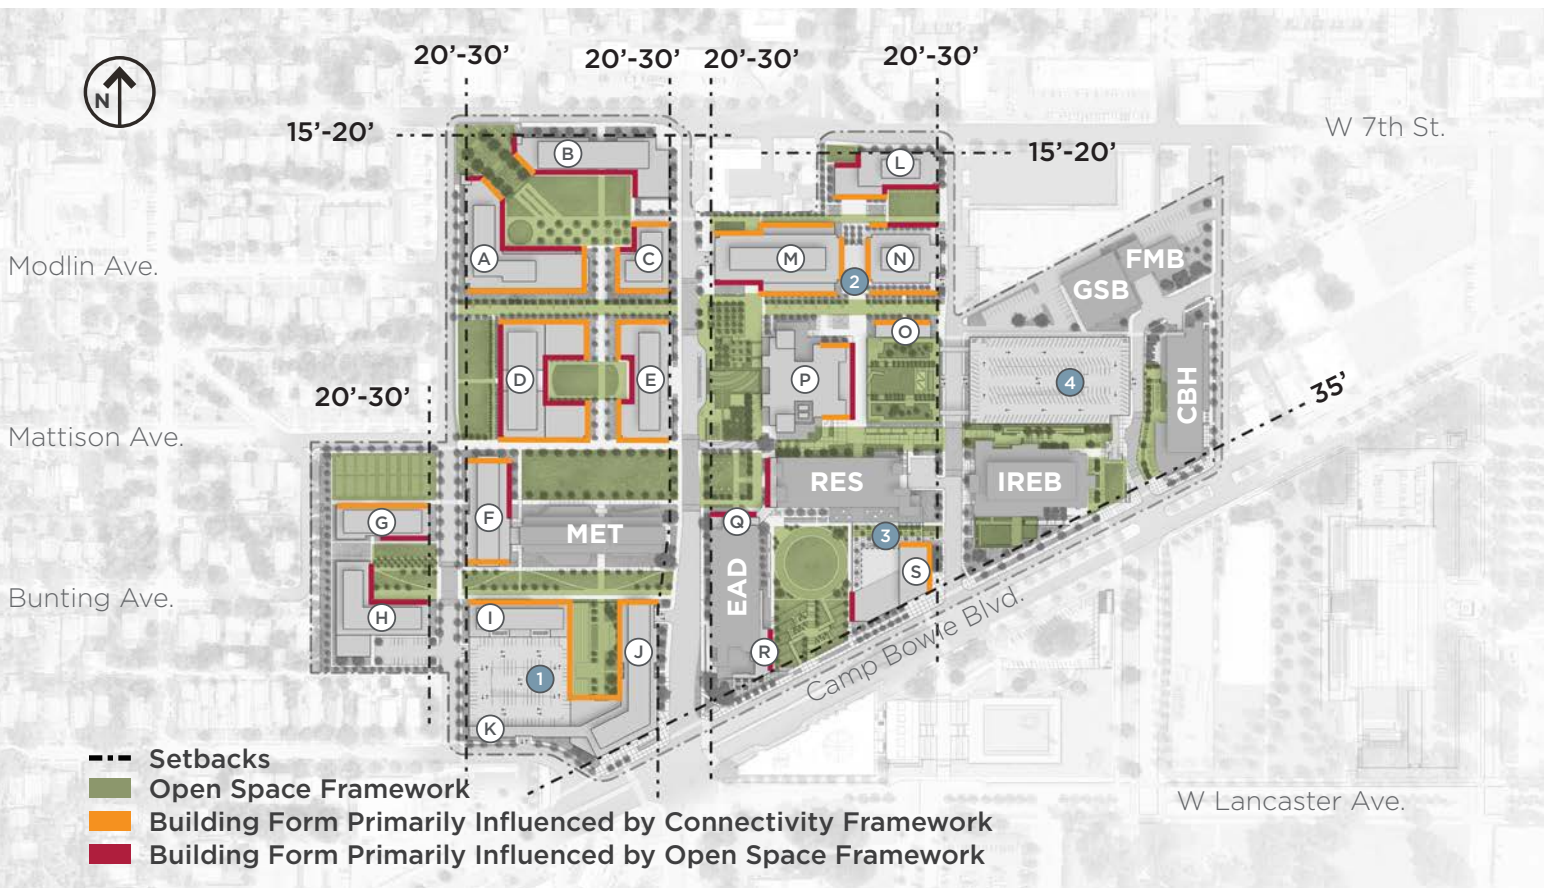 20'-30'
20'-30'
20'-30'
20'-30'
N
15'-20'
W 7th St.
B
L
15'-20'
A
C
M
N
FMB
Modlin Ave.
2
GSB
O
D
E
P
4
CBH
35'
20'-30'
Mattison Ave.
RES
IREB
G
F
MET
Q
3
EAD
S
Bunting Ave.
H
I
J
R
Camp Bowie Blvd.
1
K
Setbacks
Open Space Framework
W Lancaster Ave.
Building Form Primarily Influenced by Connectivity Framework
Building Form Primarily Influenced by Open Space Framework